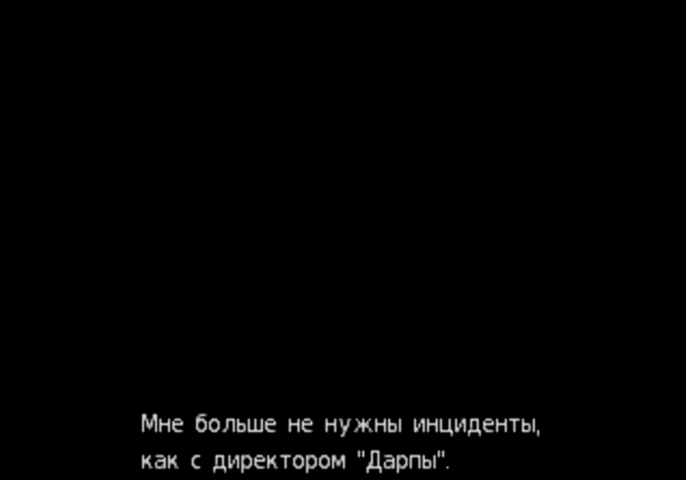 Мне больше не нужны инциденты,
как с директором "Дарпы".